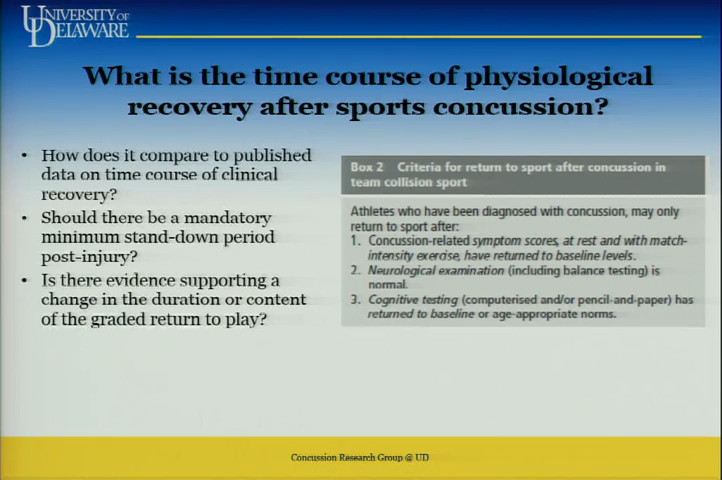 UNIVERSITY OF
DELAWARE
What is the time course of physiological
recovery after sports concussion?
• How does it compare to published
data on time course of clinical
recovery?
• Should there be a mandatory
minimum stand-down period
post-injury?
• Is there evidence supporting a
change in the duration or content
of the graded return to play?
Box 2 Criteria for return to sport after concussion in
team collision sport
Athletes who have been diagnosed with concussion, may only
return to sport after:
1. Concussion-related symptom scores, at rest and with match-
intensity exercise, have returned to baseline levels.
2. Neurological examination (including balance testing) is
normal.
3. Cognitive testing (computerised and/or pencil-and-paper) has
returned to baseline or age-appropriate norms.
Concussion Research Group @ UD